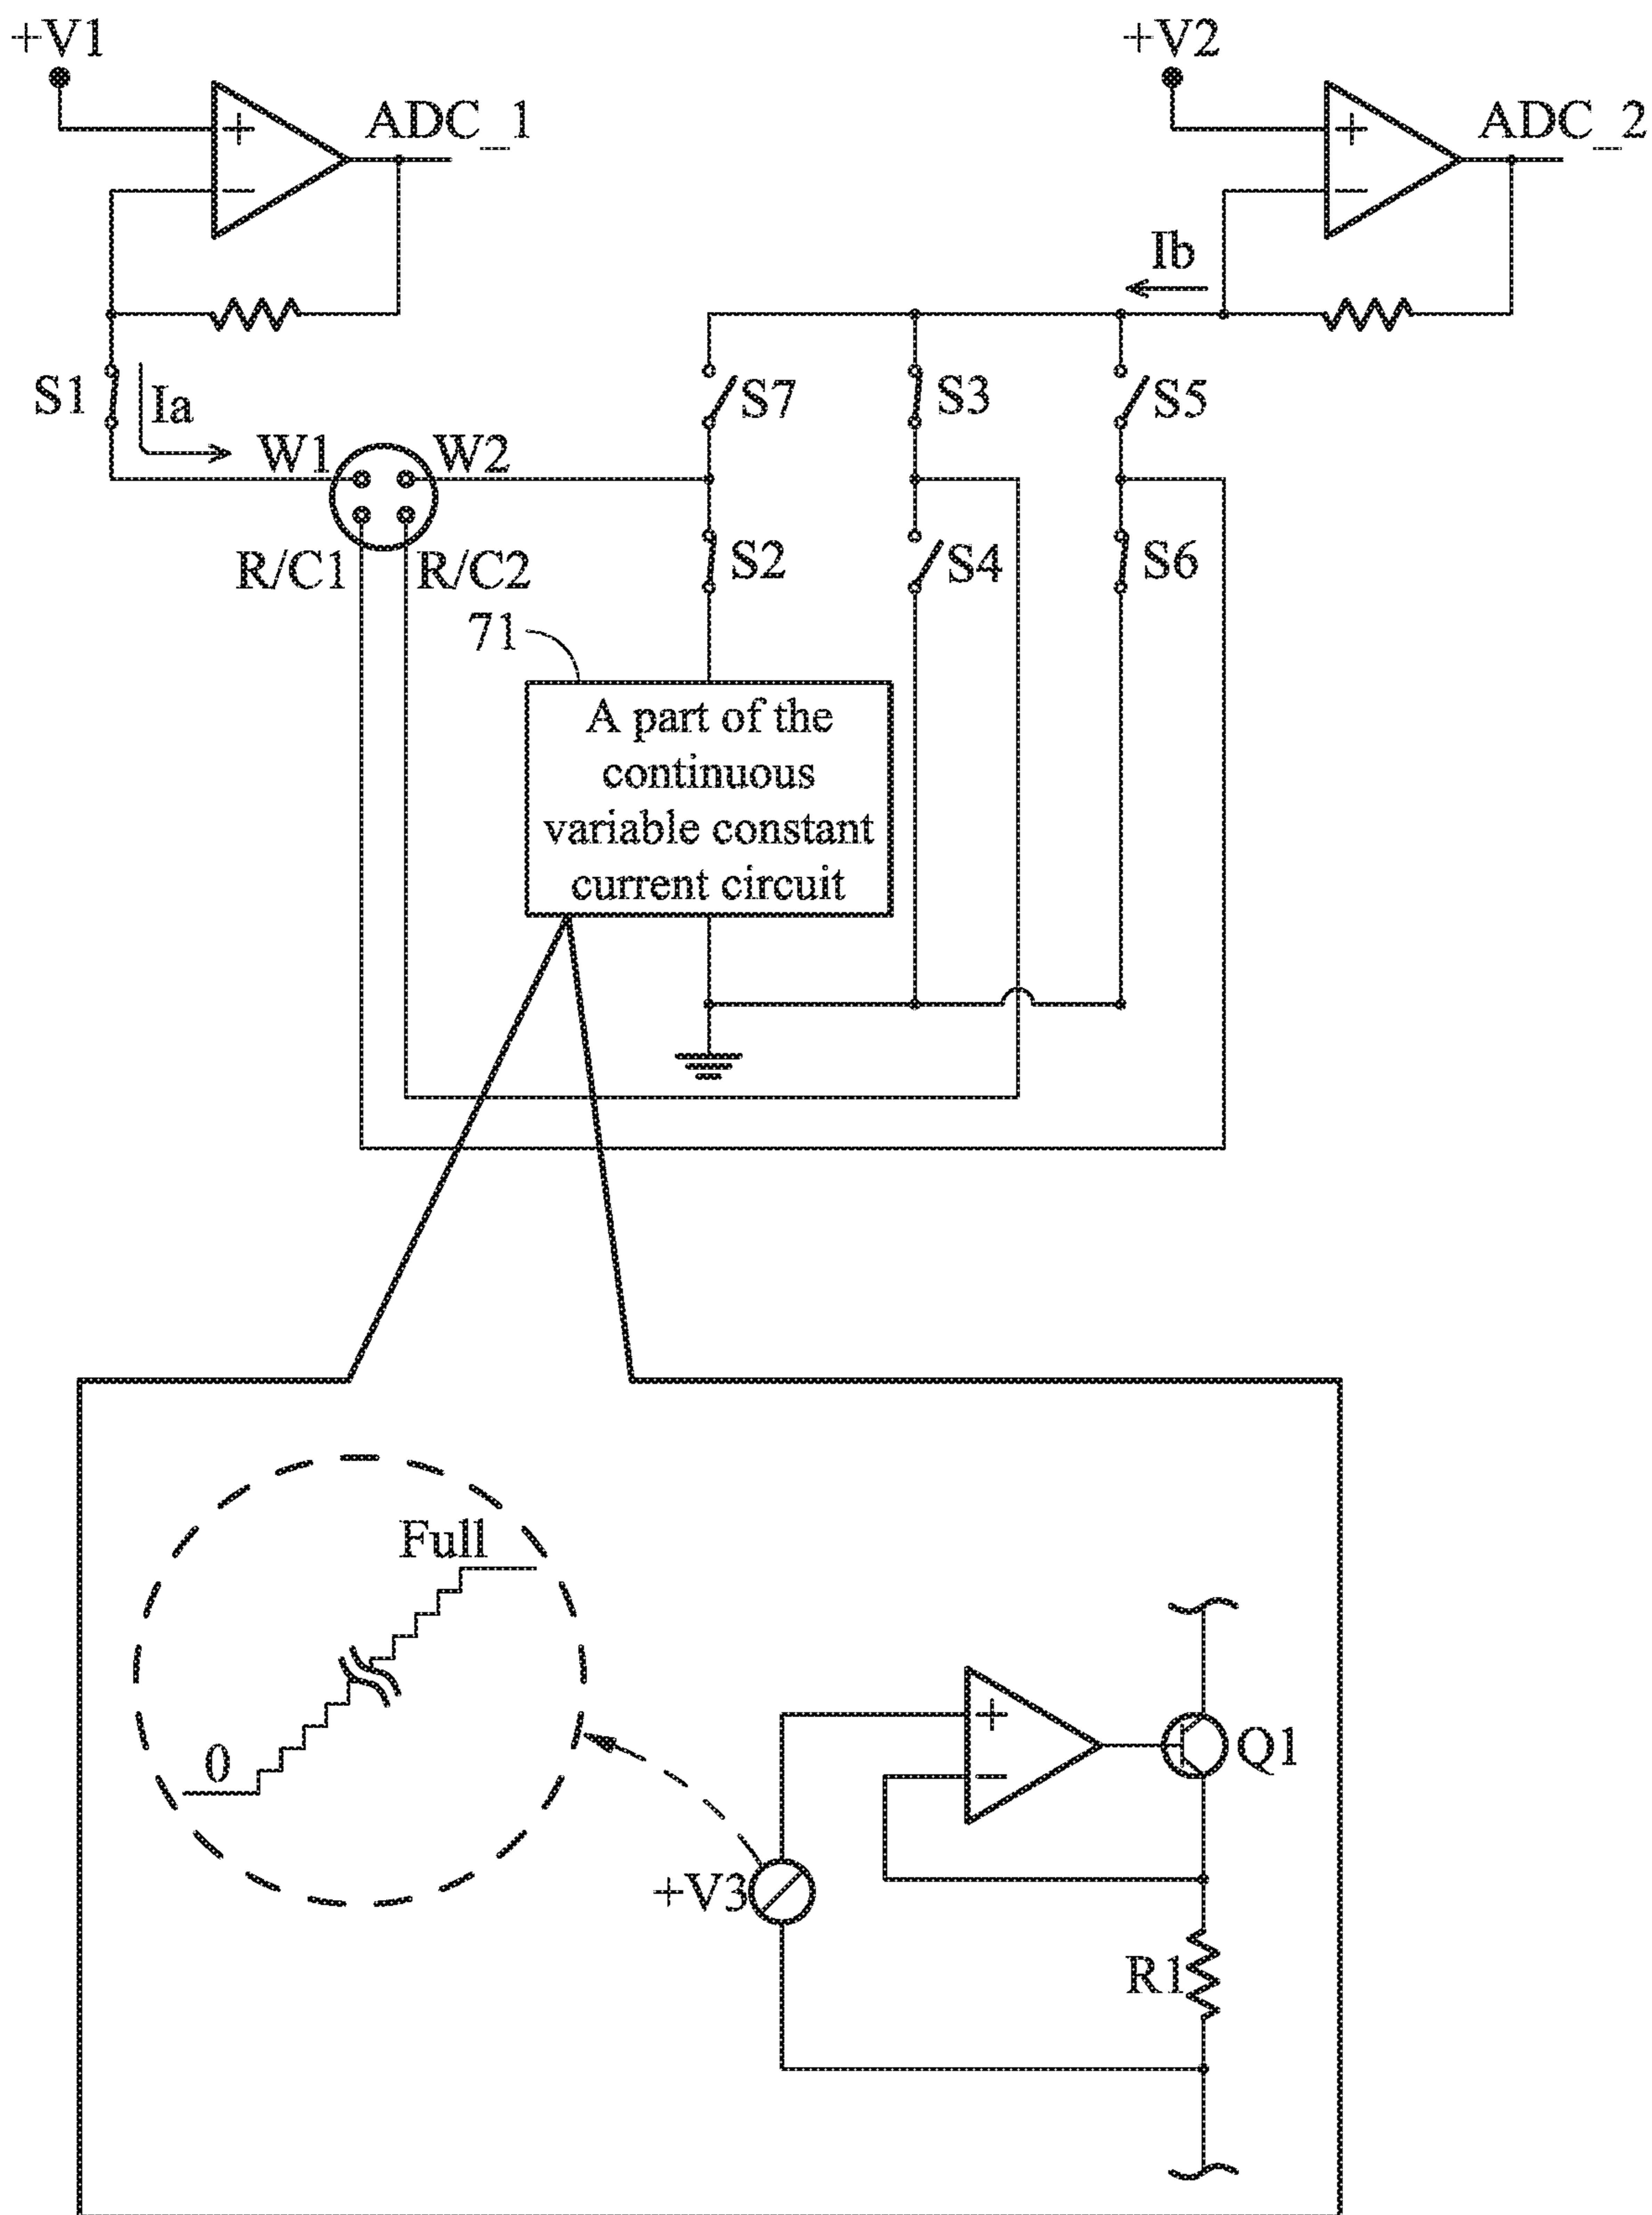 +V1
+V2
ADC_1
ADC_2
+
−
+
−
Ib
S1
Ia
S7
S3
S5
W1
W2
R/C1
R/C2
S2
S4
S6
71
A part of the
continuous
variable constant
current circuit
Full
0
+
−
Q1
+V3
R1